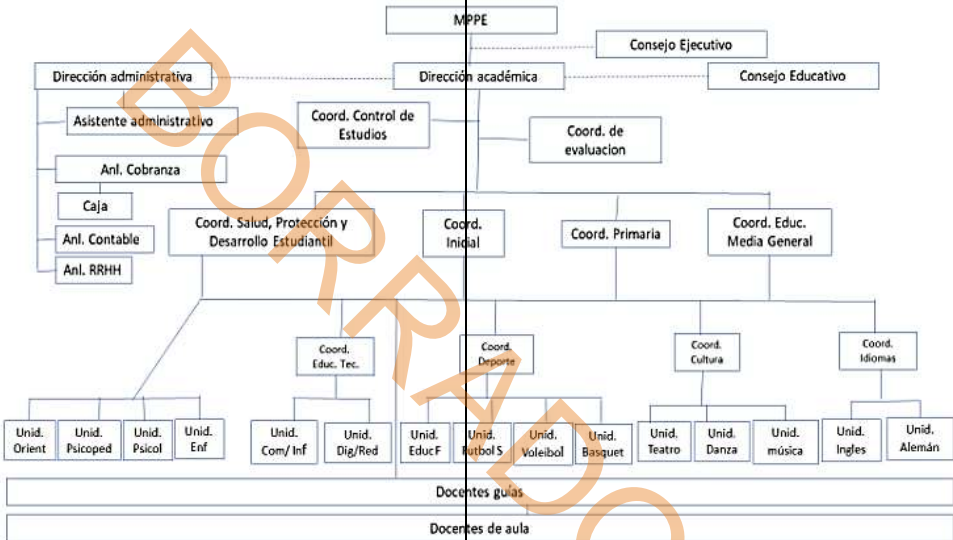 MPPE
Consejo Ejecutivo
Dirección administrativa
Dirección académica
Consejo Educativo
Asistente administrativo
Coord. Control de
Estudios
Coord. de
evaluacion
Anl. Cobranza
Caja
Anl. Contable
Anl. RRHH
Coord. Salud, Protección y
Desarrollo Estudiantil
Coord.
Inicial
Coord. Primaria
Coord. Educ.
Media General
Coord.
Educ. Tec.
Coord.
Deporte
Coord.
Cultura
Coord.
Idiomas
Unid.
Orient
Unid.
Psicoped
Unid.
Psicol
Unid.
Enf
Unid.
Com/ Inf
Unid.
Dig/Red
Unid.
Educ F
Unid.
Futbol S
Unid.
Voleibol
Unid.
Basquet
Unid.
Teatro
Unid.
Danza
Unid.
música
Unid.
Ingles
Unid.
Alemán
Docentes guías
Docentes de aula
BORRADO